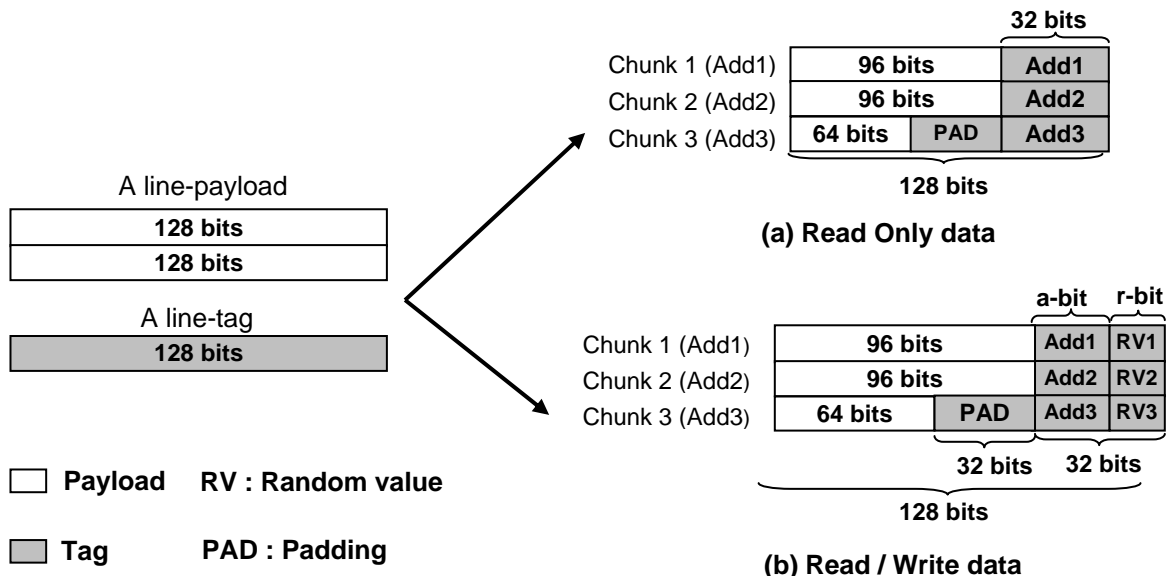 A line-payload
128 bits
128 bits
A line-tag
128 bits
Payload RV : Random value
Tag PAD : Padding
32 bits
Chunk 1 (Add1) 96 bits Add1
Chunk 2 (Add2) 96 bits Add2
Chunk 3 (Add3) 64 bits PAD Add3
128 bits
(a) Read Only data
a-bit r-bit
Chunk 1 (Add1) 96 bits Add1 RV1
Chunk 2 (Add2) 96 bits Add2 RV2
Chunk 3 (Add3) 64 bits PAD Add3 RV3
32 bits 32 bits
128 bits
(b) Read / Write data